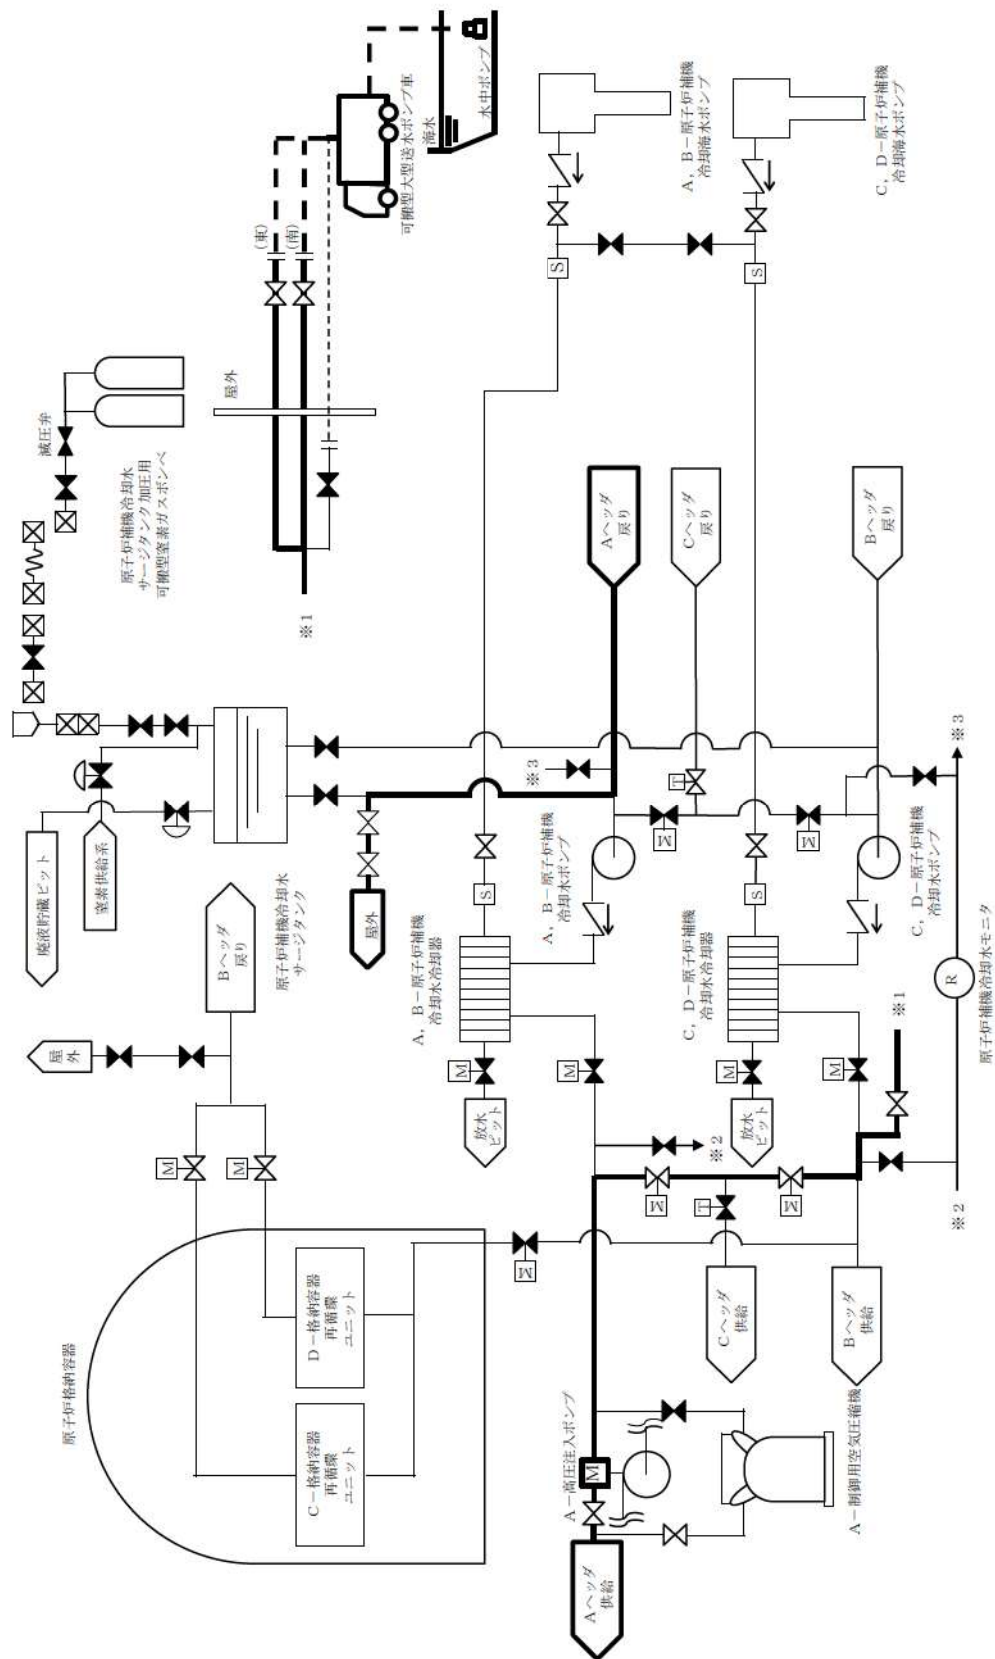 原子炉格納容器
C－格納容器
再循環
ユニット
D－格納容器
再循環
ユニット
M
M
M
屋外
Bヘッダ
戻り
廃液貯蔵ピット
窒素供給系
原子炉補機冷却水
サージタンク
減圧弁
原子炉補機冷却水
サージタンク加圧用
可搬型窒素ガスボンベ
屋外
※1
(東)
(南)
可搬型大型送水ポンプ車
海水
水中ポンプ
屋外
※3
Aヘッダ
戻り
Cヘッダ
戻り
Bヘッダ
戻り
A，B－原子炉補機
冷却水冷却器
A，B－原子炉補機
冷却水ポンプ
A，B－原子炉補機
冷却海水ポンプ
S
S
M
放水
ピット
M
※2
C，D－原子炉補機
冷却水冷却器
C，D－原子炉補機
冷却水ポンプ
C，D－原子炉補機
冷却海水ポンプ
S
S
M
放水
ピット
M
M
T
M
M
T
M
※1
※2
R
※3
原子炉補機冷却水モニタ
Cヘッダ
供給
Bヘッダ
供給
Aヘッダ
供給
A－高圧注入ポンプ
M
A－制御用空気圧縮機